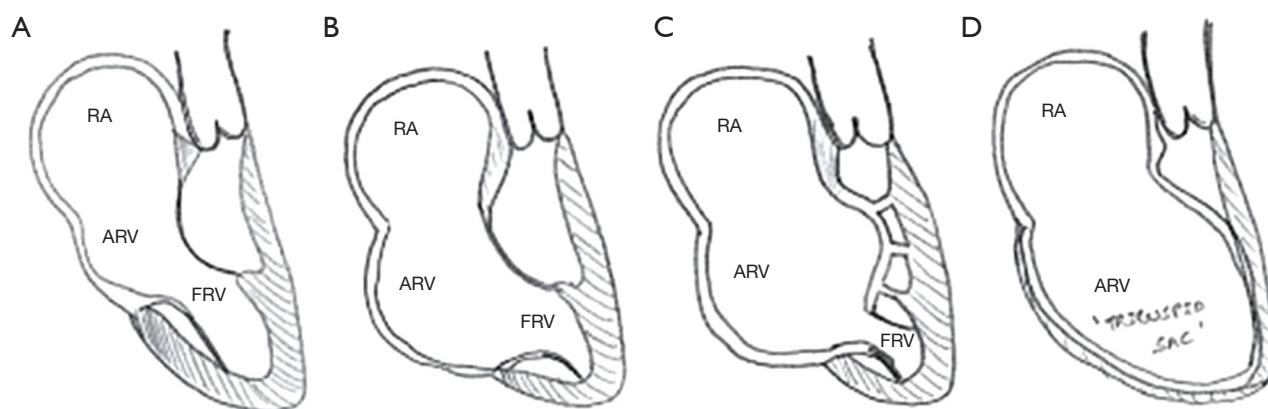 A
B
C
D
RA
ARV
FRV
RA
ARV
FRV
RA
ARV
FRV
RA
ARV
'TRICUSPID
SAC'